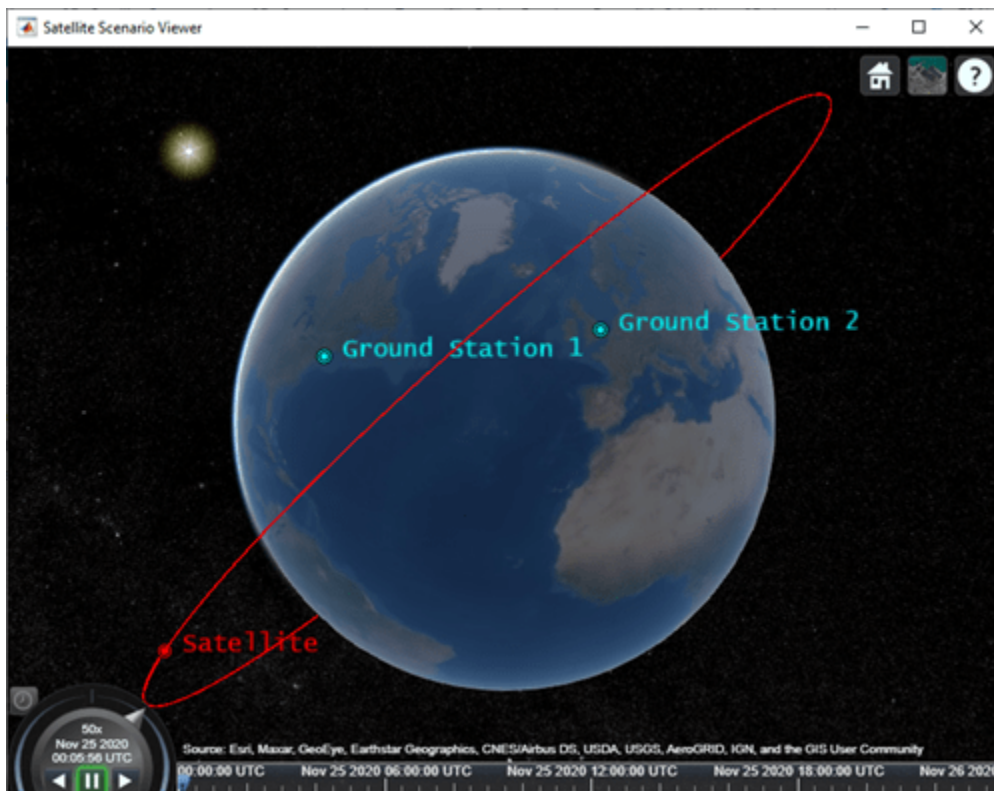 Satellite Scenario Viewer
?
Ground Station 2
Ground Station 1
Satellite
50x
Nov 25 2020
00:05:56 UTC
Source: Esri, Maxar, GeoEye, Earthstar Geographics, CNES/Airbus DS, USDA, USGS, AeroGRID, IGN, and the GIS User Community
00:00:00 UTC Nov 25 2020 06:00:00 UTC Nov 25 2020 12:00:00 UTC Nov 25 2020 18:00:00 UTC Nov 26 2020